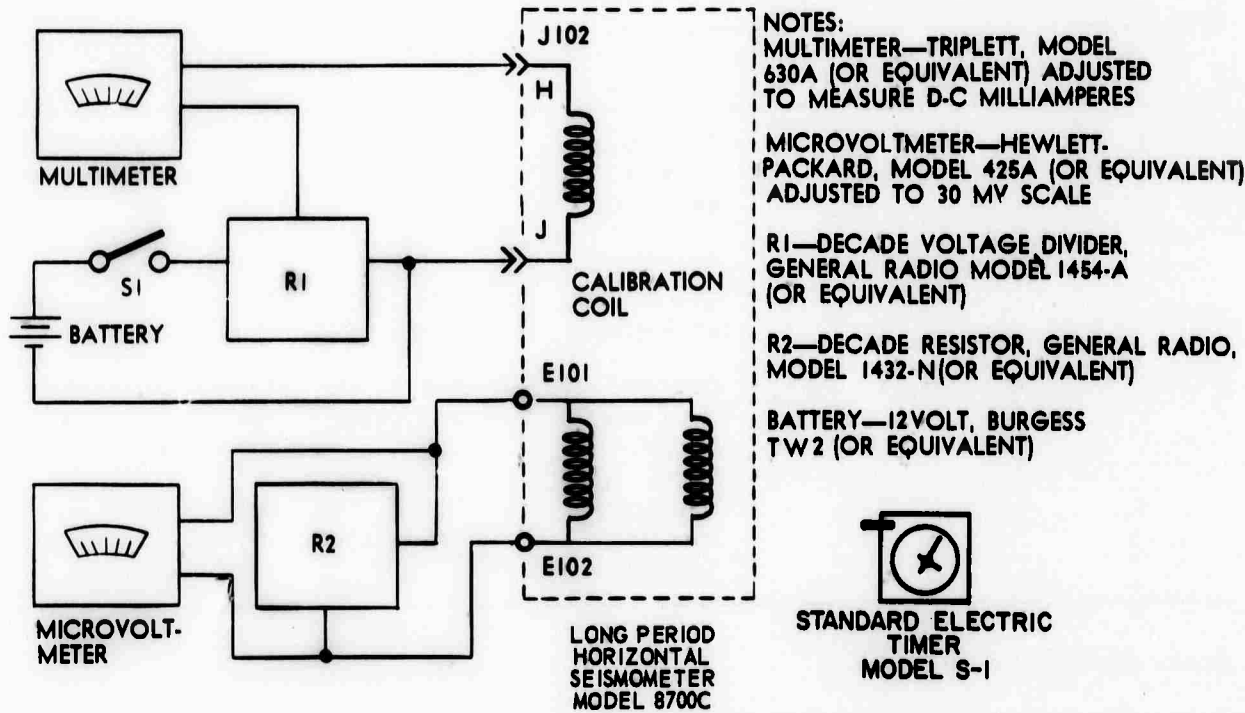 MULTIMETER
S1
R1
BATTERY
J102
H
J
CALIBRATION
COIL
E101
E102
R2
MICROVOLT-
METER
LONG PERIOD
HORIZONTAL
SEISMOMETER
MODEL 8700C
NOTES:
MULTIMETER—TRIPLETT, MODEL
630A (OR EQUIVALENT) ADJUSTED
TO MEASURE D-C MILLIAMPERES
MICROVOLTMETER—HEWLETT-
PACKARD, MODEL 425A (OR EQUIVALENT)
ADJUSTED TO 30 MV SCALE
R1—DECADE VOLTAGE DIVIDER,
GENERAL RADIO MODEL 1454-A
(OR EQUIVALENT)
R2—DECADE RESISTOR, GENERAL RADIO,
MODEL 1432-N(OR EQUIVALENT)
BATTERY—12VOLT, BURGESS
TW2 (OR EQUIVALENT)
STANDARD ELECTRIC
TIMER
MODEL S-1